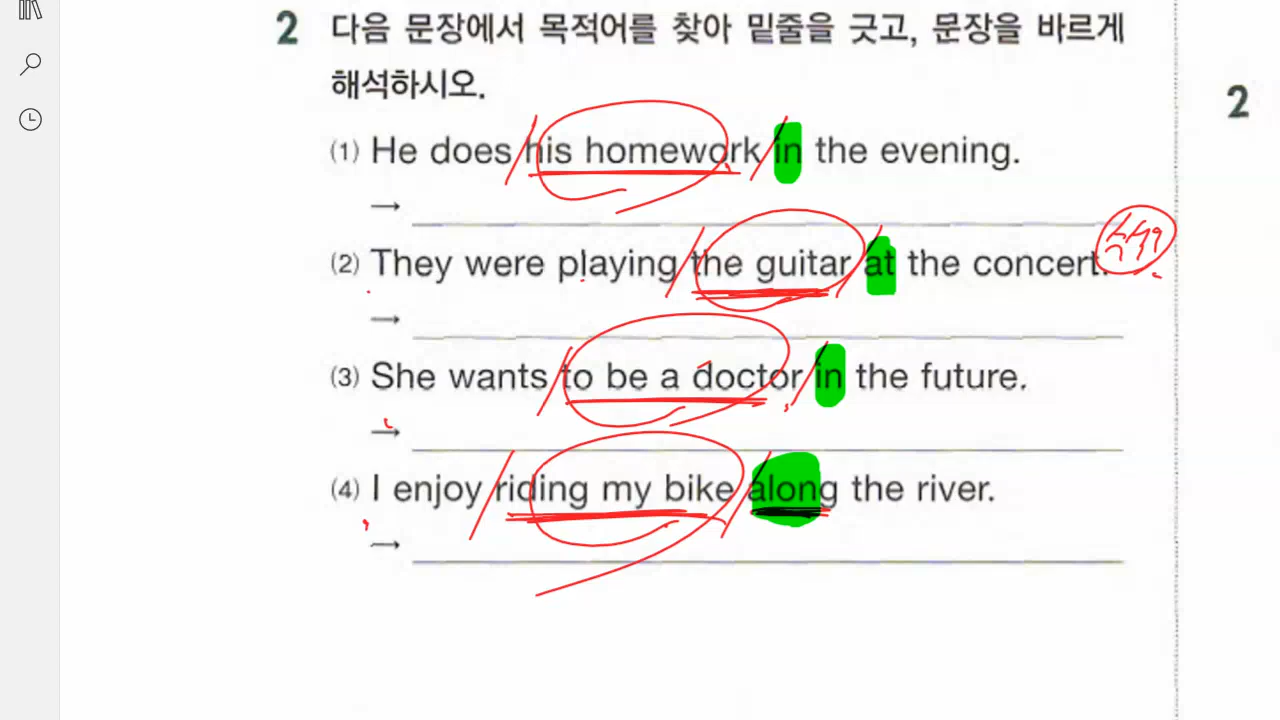 2 다음 문장에서 목적어를 찾아 밑줄을 긋고, 문장을 바르게
해석하시오.
2
(1) He does his homework in the evening.
→
(2) They were playing the guitar at the concert.
→
(3) She wants to be a doctor in the future.
→
(4) I enjoy riding my bike along the river.
→